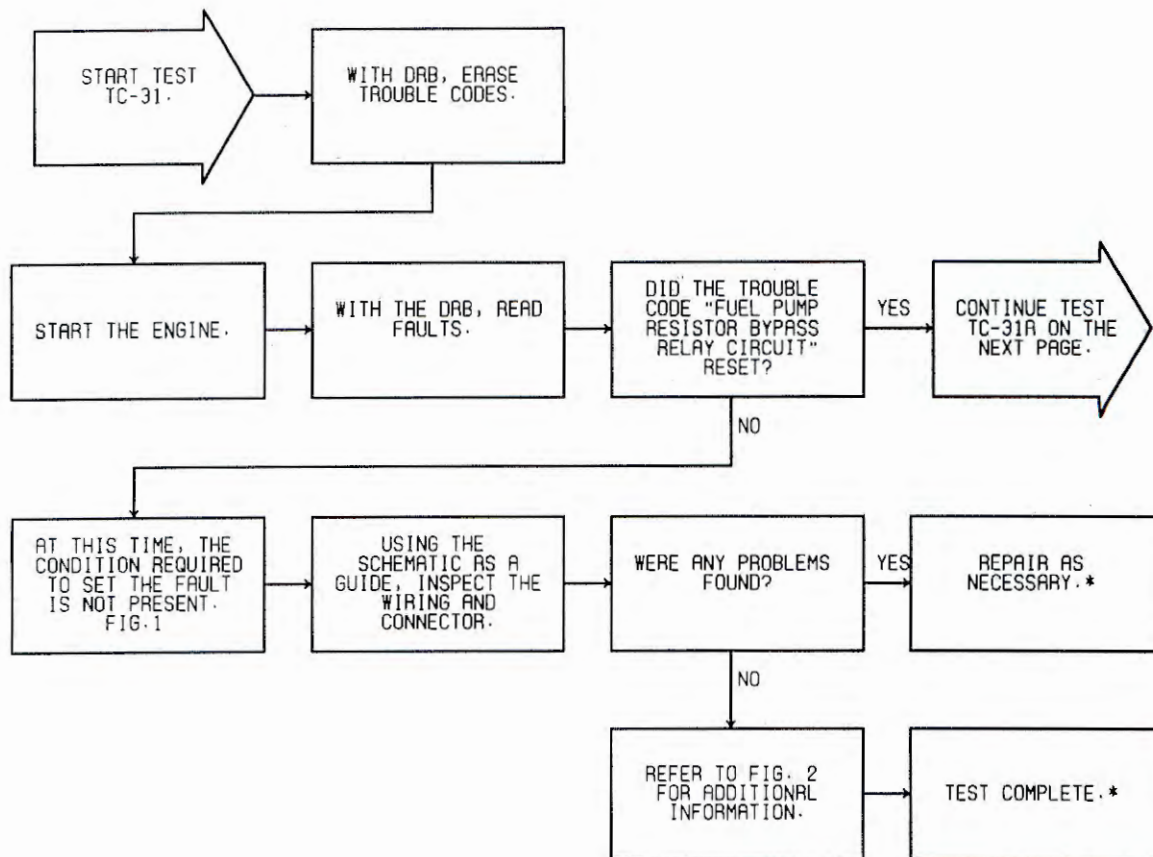 START TEST
TC-31.
WITH DRB, ERASE
TROUBLE CODES.
START THE ENGINE.
WITH THE DRB, READ
FAULTS.
DID THE TROUBLE
CODE "FUEL PUMP
RESISTOR BYPASS
RELAY CIRCUIT"
RESET?
YES
CONTINUE TEST
TC-31A ON THE
NEXT PAGE.
NO
AT THIS TIME, THE
CONDITION REQUIRED
TO SET THE FAULT
IS NOT PRESENT.
FIG.1
USING THE
SCHEMATIC AS A
GUIDE, INSPECT THE
WIRING AND
CONNECTOR.
WERE ANY PROBLEMS
FOUND?
YES
REPAIR AS
NECESSARY.*
NO
REFER TO FIG. 2
FOR ADDITIONAL
INFORMATION.
TEST COMPLETE.*